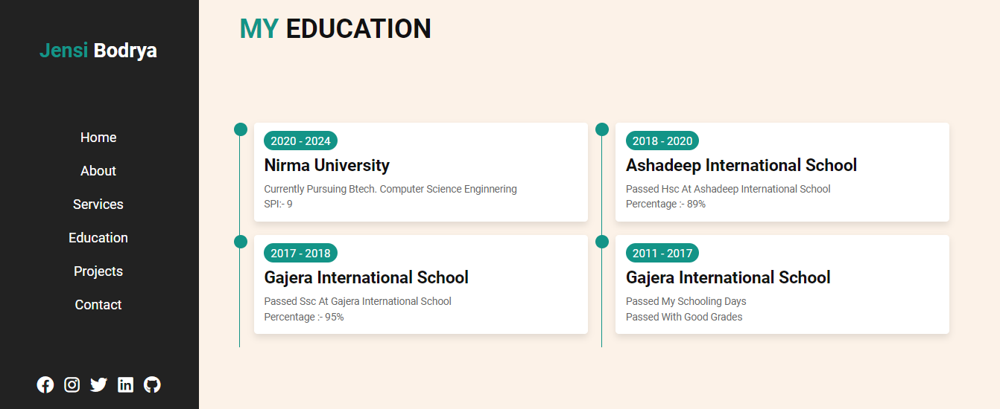 Jensi Bodrya
Home
About
Services
Education
Projects
Contact
MY EDUCATION
2020 - 2024
Nirma University
Currently Pursuing Btech. Computer Science Enginnering
SPI:- 9
2018 - 2020
Ashadeep International School
Passed Hsc At Ashadeep International School
Percentage :- 89%
2017 - 2018
Gajera International School
Passed Ssc At Gajera International School
Percentage :- 95%
2011 - 2017
Gajera International School
Passed My Schooling Days
Passed With Good Grades